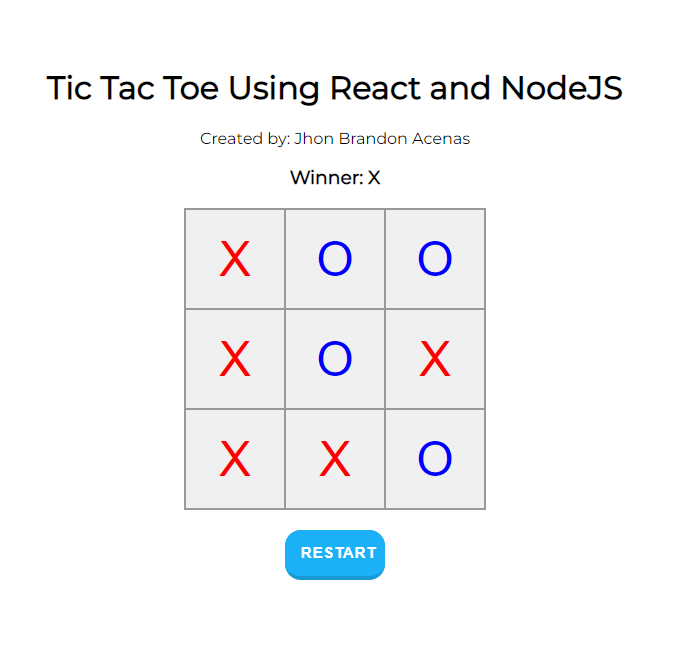 Tic Tac Toe Using React and NodeJS
Created by: Jhon Brandon Acenas
Winner: X
X O O
X O X
X X O
RESTART